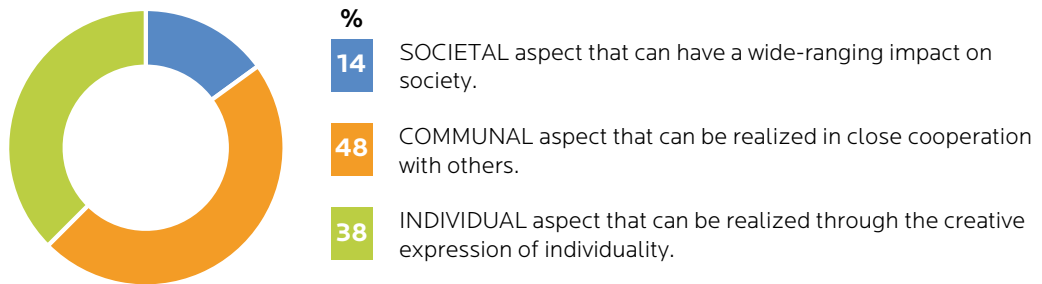 %
14 SOCIETAL aspect that can have a wide-ranging impact on
society.
48 COMMUNAL aspect that can be realized in close cooperation
with others.
38 INDIVIDUAL aspect that can be realized through the creative
expression of individuality.